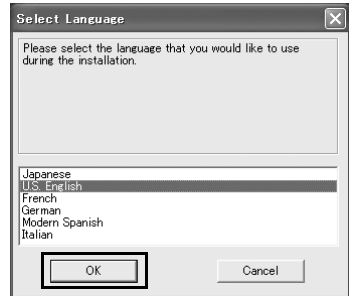 Select Language
Please select the language that you would like to use
during the installation.
Japanese
U.S. English
French
German
Modern Spanish
Italian
OK
Cancel